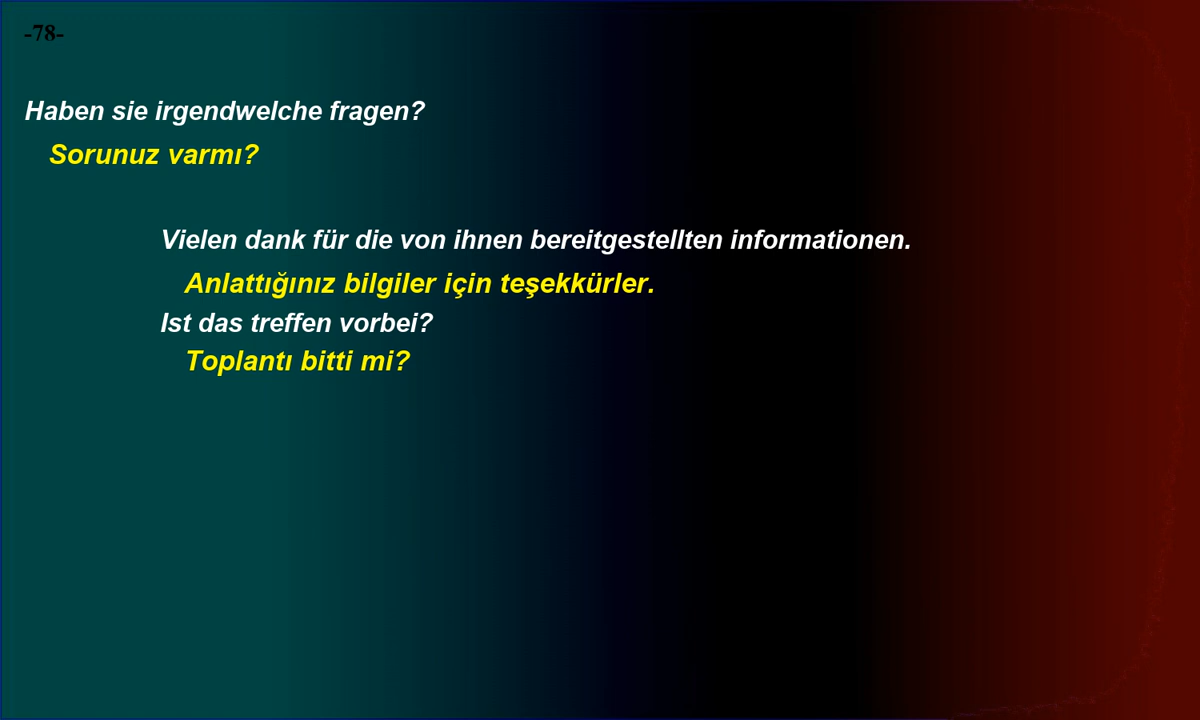 -78-
Haben sie irgendwelche fragen?
Sorunuz varmı?
Vielen dank für die von ihnen bereitgestellten informationen.
Anlattığınız bilgiler için teşekkürler.
Ist das treffen vorbei?
Toplantı bitti mi?